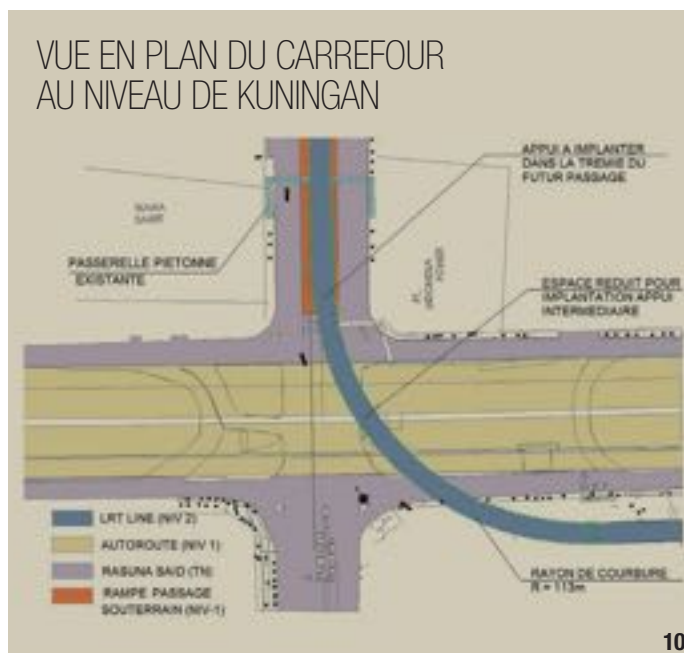 VUE EN PLAN DU CARREFOUR
AU NIVEAU DE KUNINGAN
APPUI A IMPLANTER
DANS LA TREMIE DU
FUTUR PASSAGE
PASSERELLE PIETONNE
EXISTANTE
ESPACE REDUIT POUR
IMPLANTATION APPUI
INTERMEDIAIRE
LRT LINE (NIV 2)
AUTOROUTE (NIV 1)
RASUNA SAID (TN)
RAMPE PASSAGE
SOUTERRAIN (NIV-1)
RAYON DE COURBURE
R = 113m
10